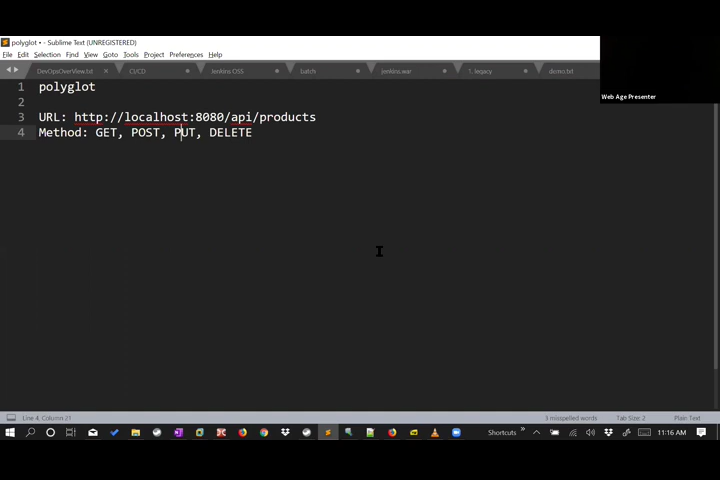 polyglot • - Sublime Text (UNREGISTERED)
File Edit Selection Find View Goto Tools Project Preferences Help
DevOpsOverView.txt CI/CD Jenkins OSS batch jenkins.war 1. legacy demo.txt
Web Age Presenter
1 polyglot
2
3 URL: http://localhost:8080/api/products
4 Method: GET, POST, PUT, DELETE
Line 4, Column 21 3 misspelled words Tab Size 2 Plain Text
Shortcuts 11:16 AM